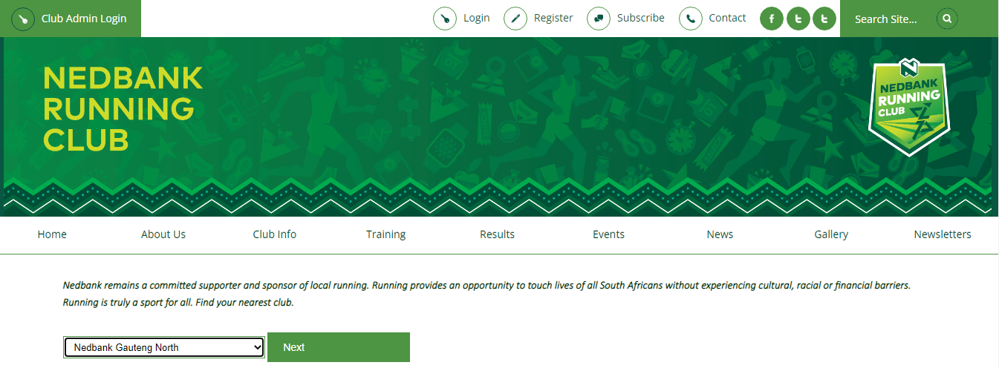 Club Admin Login
Login
Register
Subscribe
Contact
Search Site...
NEDBANK
RUNNING
CLUB
NEDBANK
RUNNING
CLUB
Home
About Us
Club Info
Training
Results
Events
News
Gallery
Newsletters
Nedbank remains a committed supporter and sponsor of local running. Running provides an opportunity to touch lives of all South Africans without experiencing cultural, racial or financial barriers.
Running is truly a sport for all. Find your nearest club.
Nedbank Gauteng North
Next